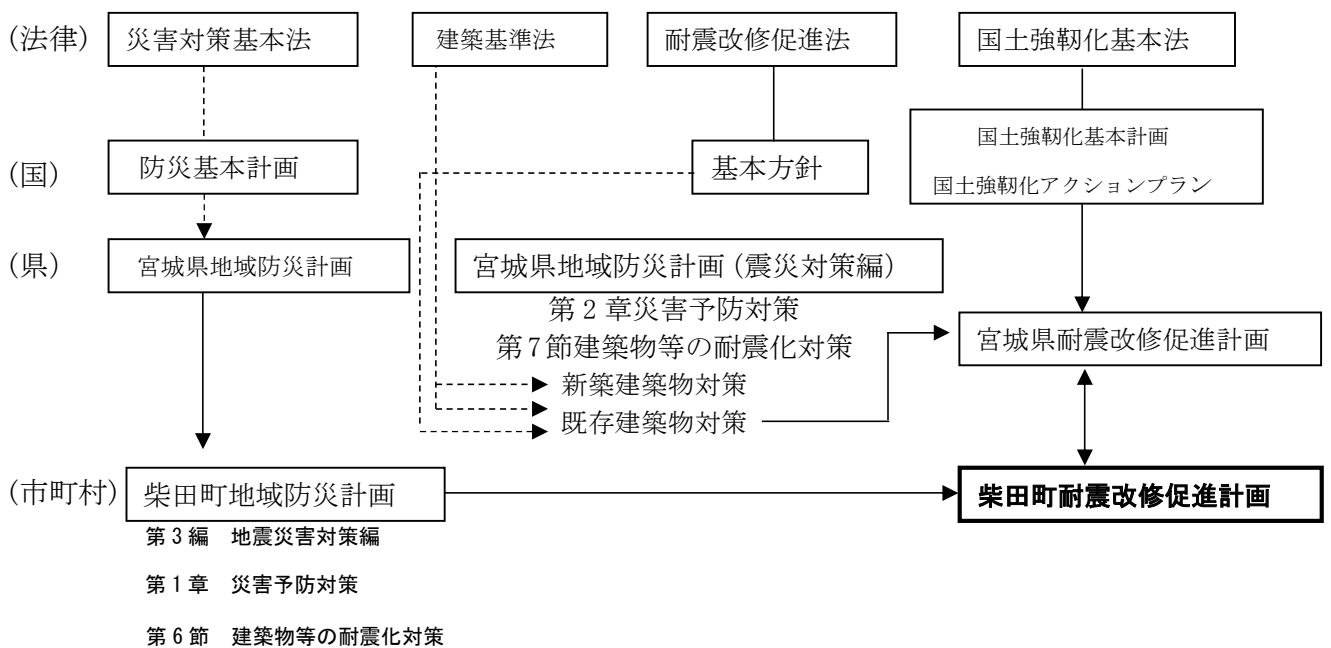 (法律)
災害対策基本法
建築基準法
耐震改修促進法
国土強靱化基本法
(国)
防災基本計画
基本方針
国土強靱化基本計画
国土強靱化アクションプラン
(県)
宮城県地域防災計画
宮城県地域防災計画(震災対策編)
第2章災害予防対策
第7節建築物等の耐震化対策
新築建築物対策
既存建築物対策
宮城県耐震改修促進計画
(市町村)
柴田町地域防災計画
柴田町耐震改修促進計画
第3編 地震災害対策編
第1章 災害予防対策
第6節 建築物等の耐震化対策